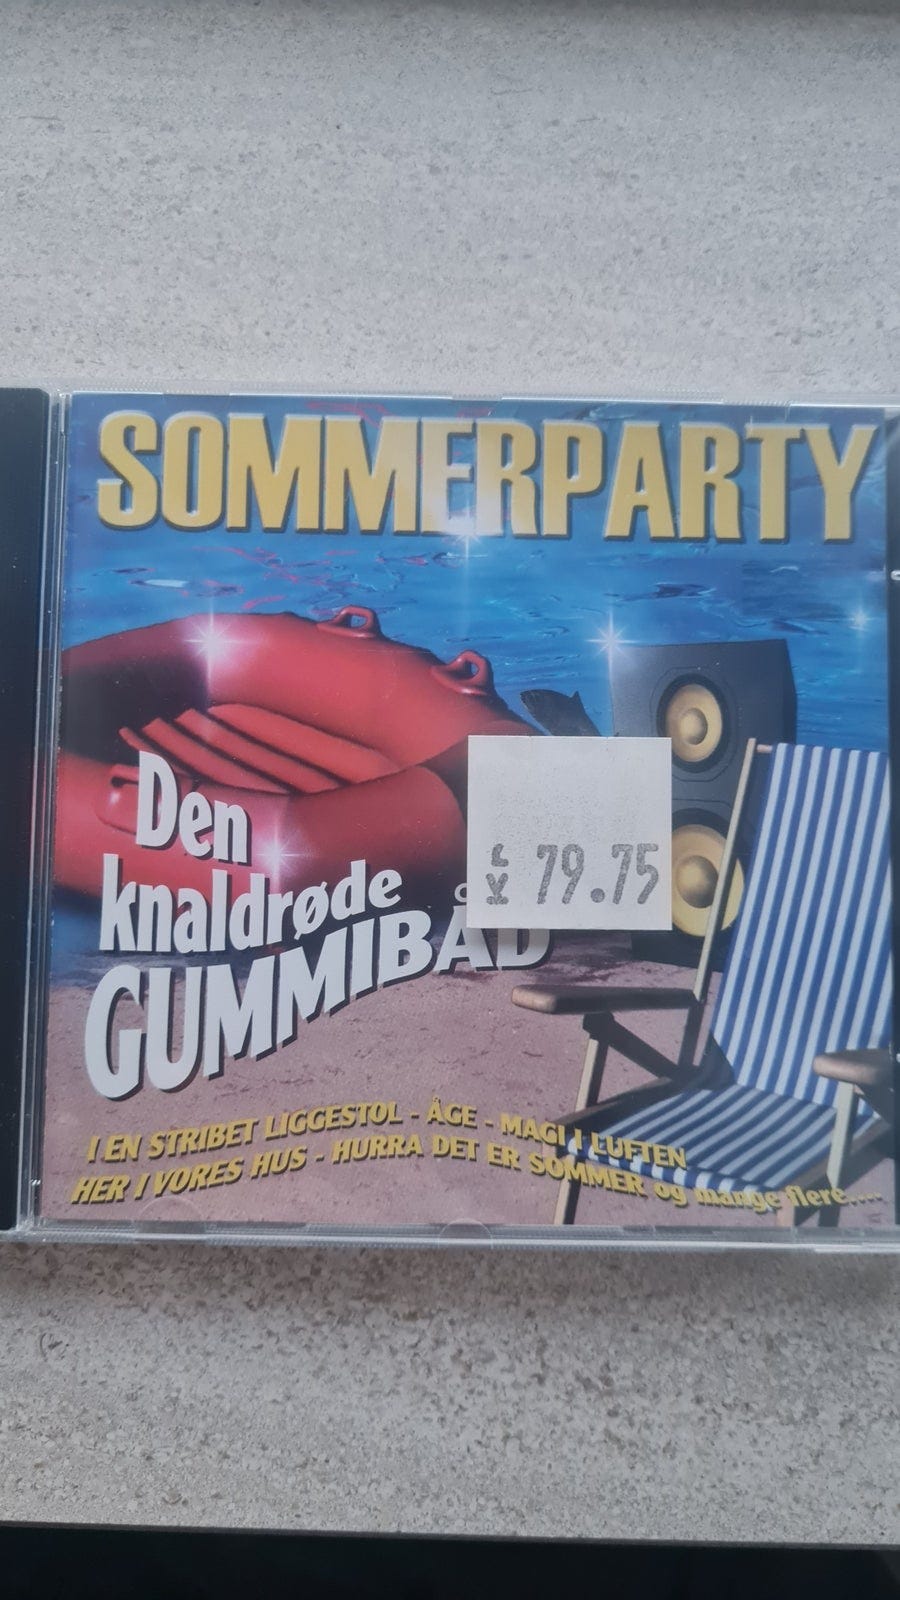 SOMMERPARTY
Den
knaldrøde
GUMMIBÅD
79.75
I EN STRIBET LIGGESTOL - ÅGE - MAGI I LUFTEN
HER I VORES HUS - HURRA DET ER SOMMER og mange flere....